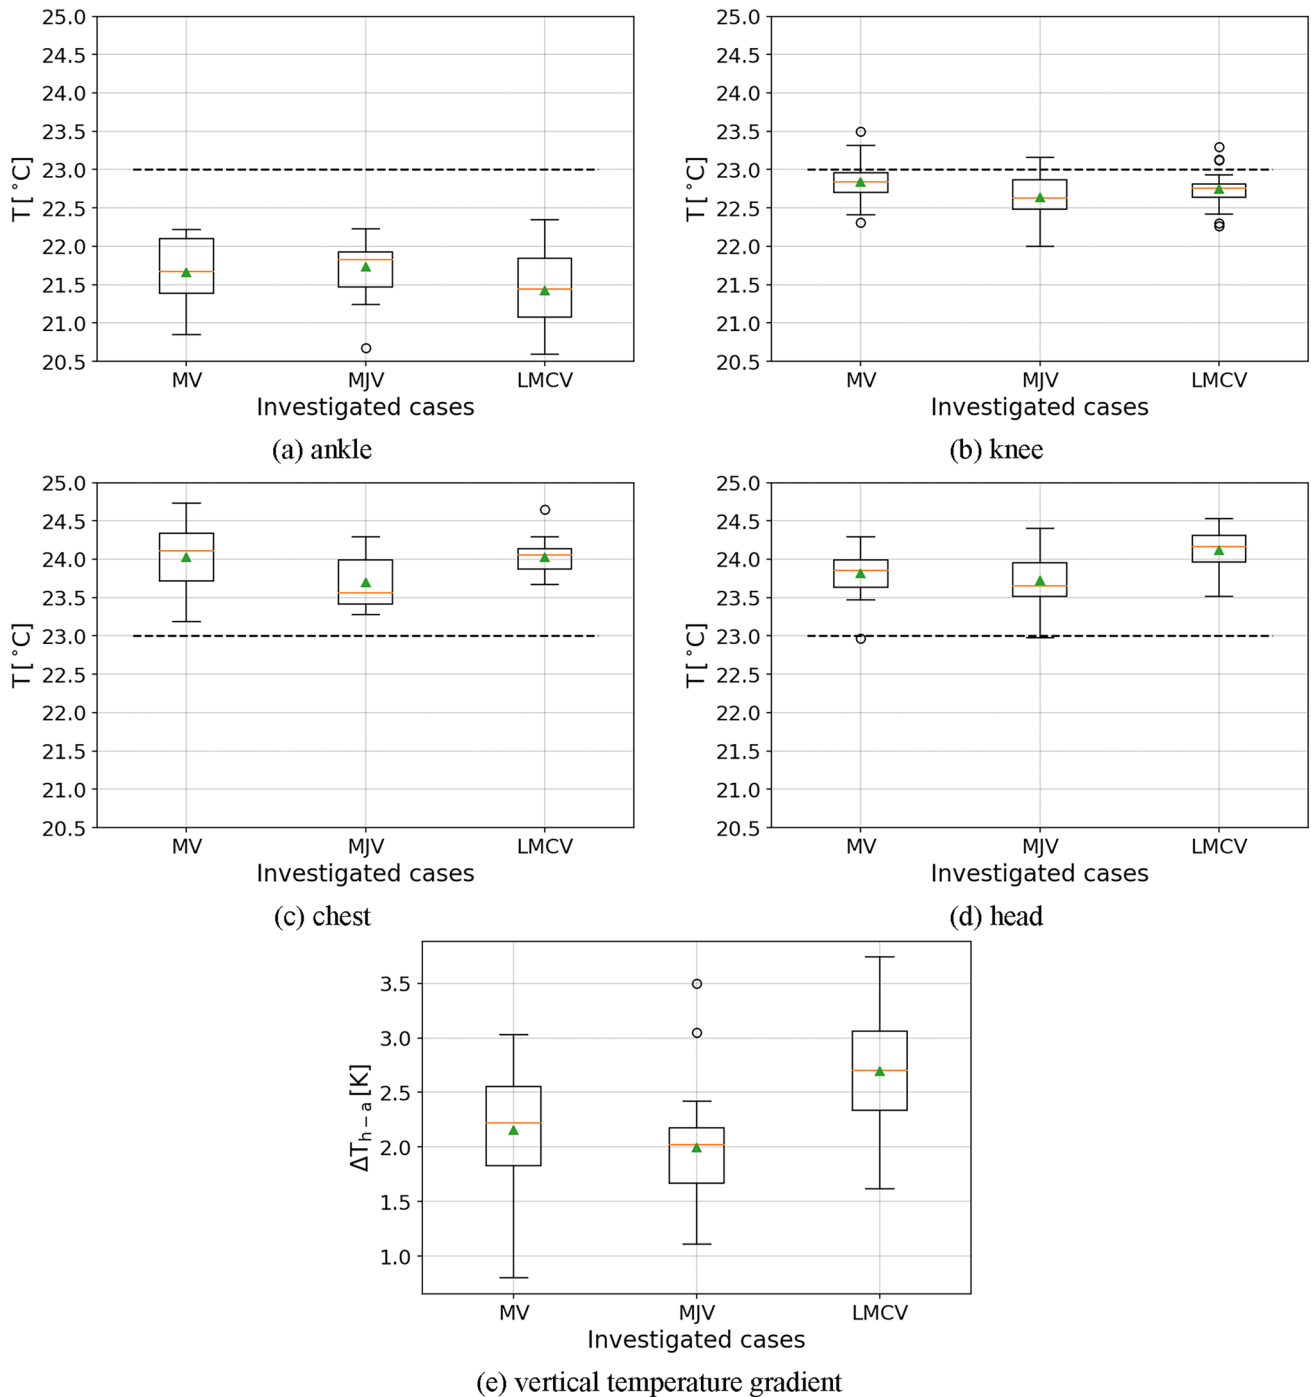 25.0
24.5
24.0
23.5
23.0
22.5
22.0
21.5
21.0
20.5
T [°C]
MV MJV LMCV
Investigated cases
(a) ankle
25.0
24.5
24.0
23.5
23.0
22.5
22.0
21.5
21.0
20.5
T [°C]
MV MJV LMCV
Investigated cases
(b) knee
25.0
24.5
24.0
23.5
23.0
22.5
22.0
21.5
21.0
20.5
T [°C]
MV MJV LMCV
Investigated cases
(c) chest
25.0
24.5
24.0
23.5
23.0
22.5
22.0
21.5
21.0
20.5
T [°C]
MV MJV LMCV
Investigated cases
(d) head
3.5
3.0
2.5
2.0
1.5
1.0
ΔTh−a [K]
MV MJV LMCV
Investigated cases
(e) vertical temperature gradient